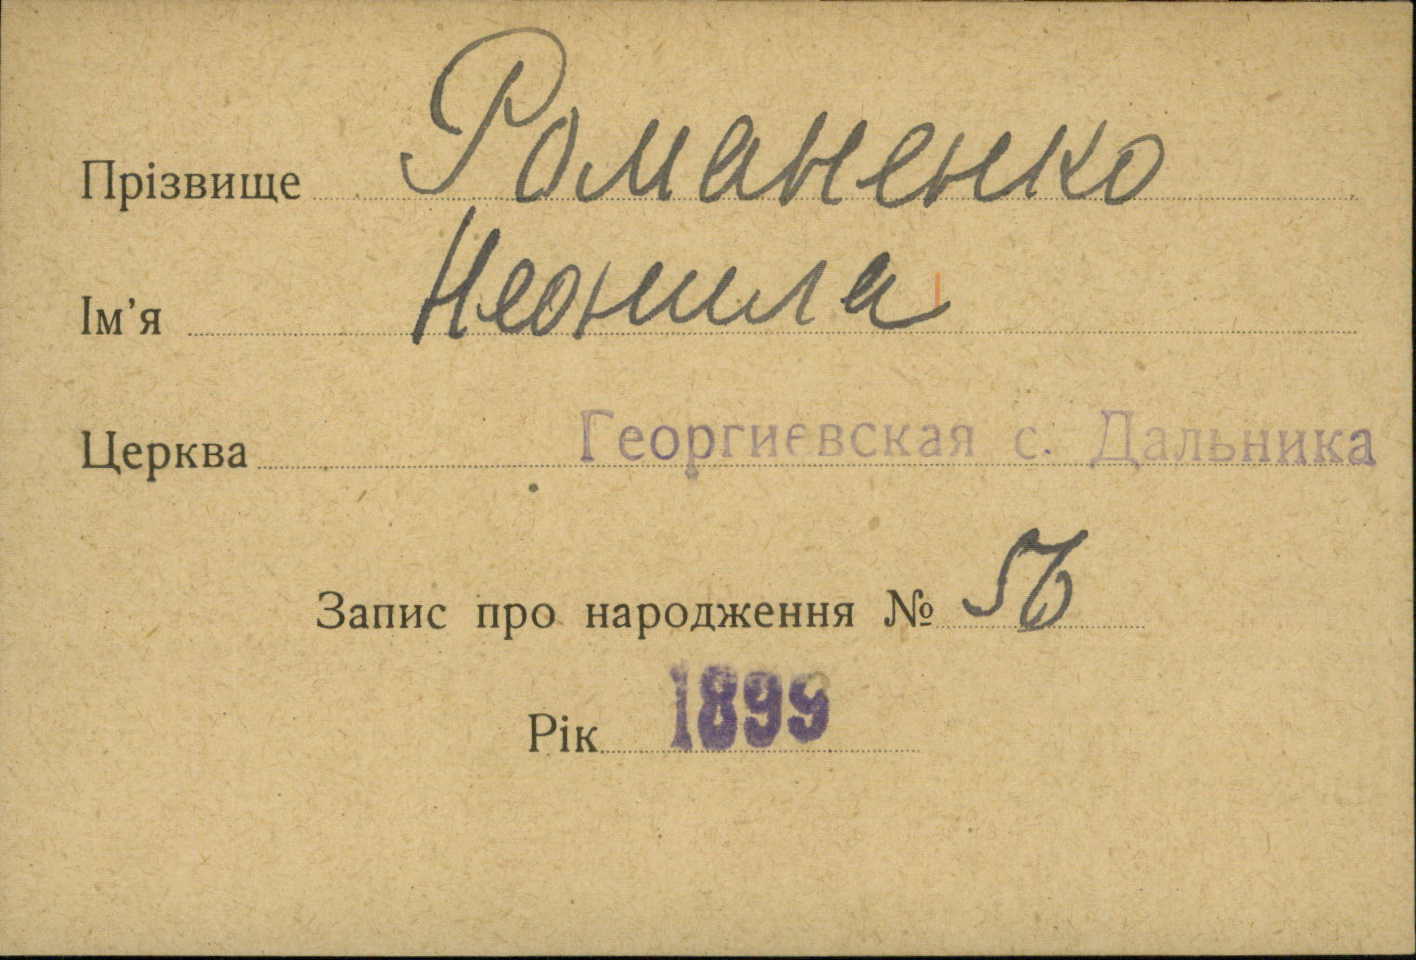 Прізвище Романенко
Ім'я Неонила
Церква Георгиевская с. Дальника
Запис про народження № 56
Рік 1899